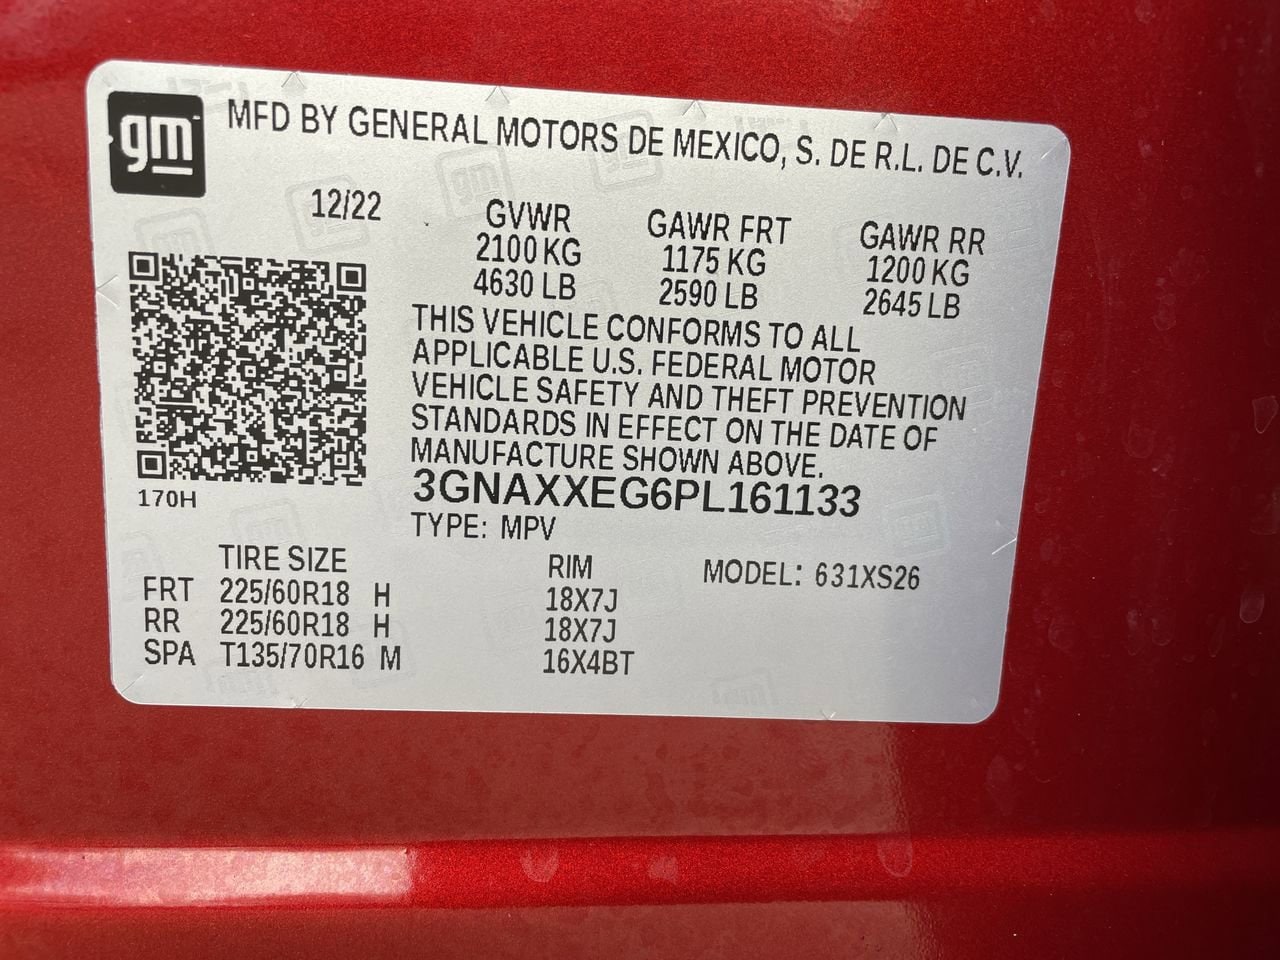 gm
MFD BY GENERAL MOTORS DE MEXICO, S. DE R.L. DE C.V.
12/22 GVWR GAWR FRT GAWR RR
2100 KG 1175 KG 1200 KG
4630 LB 2590 LB 2645 LB
THIS VEHICLE CONFORMS TO ALL
APPLICABLE U.S. FEDERAL MOTOR
VEHICLE SAFETY AND THEFT PREVENTION
STANDARDS IN EFFECT ON THE DATE OF
MANUFACTURE SHOWN ABOVE.
170H
3GNAXXEG6PL161133
TYPE: MPV
TIRE SIZE RIM MODEL: 631XS26
FRT 225/60R18 H 18X7J
RR 225/60R18 H 18X7J
SPA T135/70R16 M 16X4BT